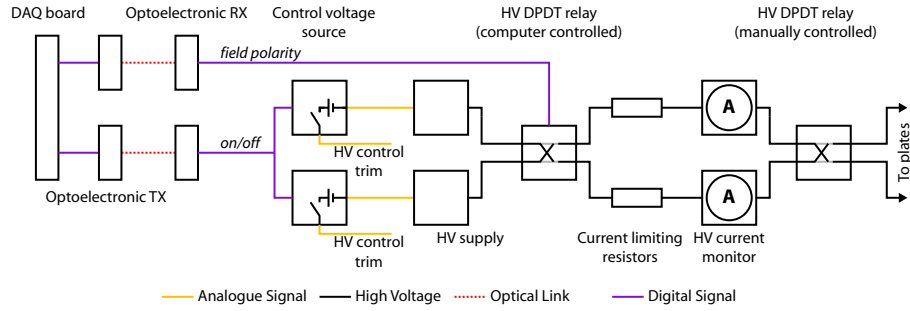 DAQ board
Optoelectronic RX
Control voltage
source
HV DPDT relay
(computer controlled)
HV DPDT relay
(manually controlled)
field polarity
on/off
HV control
trim
A
To plates
Optoelectronic TX
HV control
trim
HV supply
Current limiting
resistors
A
HV current
monitor
Analogue Signal
High Voltage
Optical Link
Digital Signal